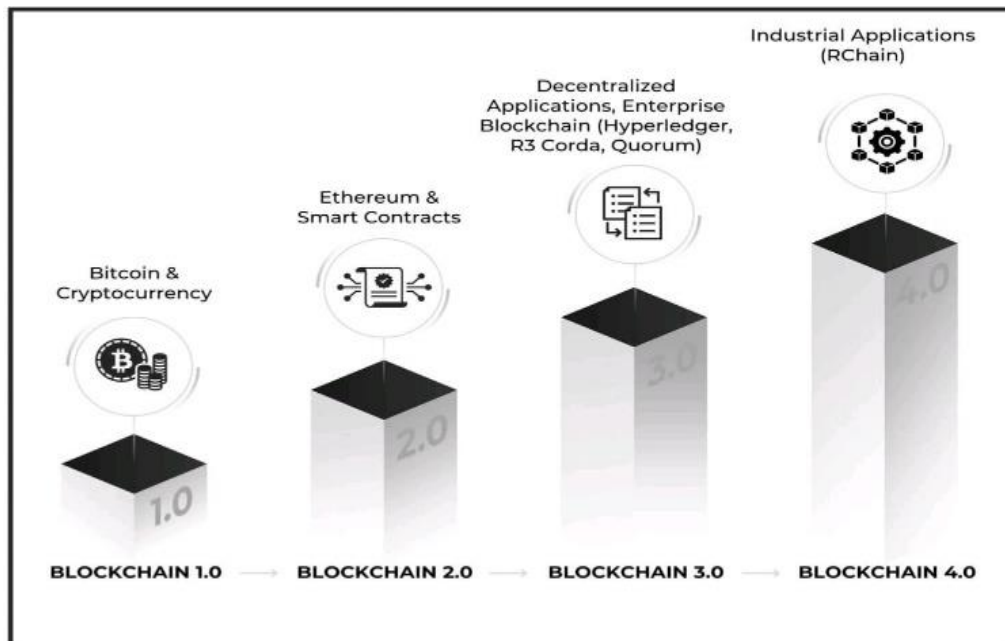 Industrial Applications
(RChain)
Decentralized
Applications, Enterprise
Blockchain (Hyperledger,
R3 Corda, Quorum)
Ethereum &
Smart Contracts
Bitcoin &
Cryptocurrency
1.0
2.0
3.0
4.0
BLOCKCHAIN 1.0
BLOCKCHAIN 2.0
BLOCKCHAIN 3.0
BLOCKCHAIN 4.0